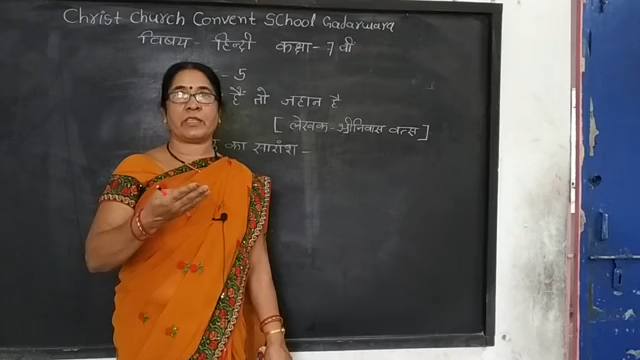 Christ Church Convent School Gadarwara
विषय - हिन्दी कक्षा - 7 वी
- 5
है तो जहान है
[ लेखक - श्रीनिवास वत्स ]
का सारांश -